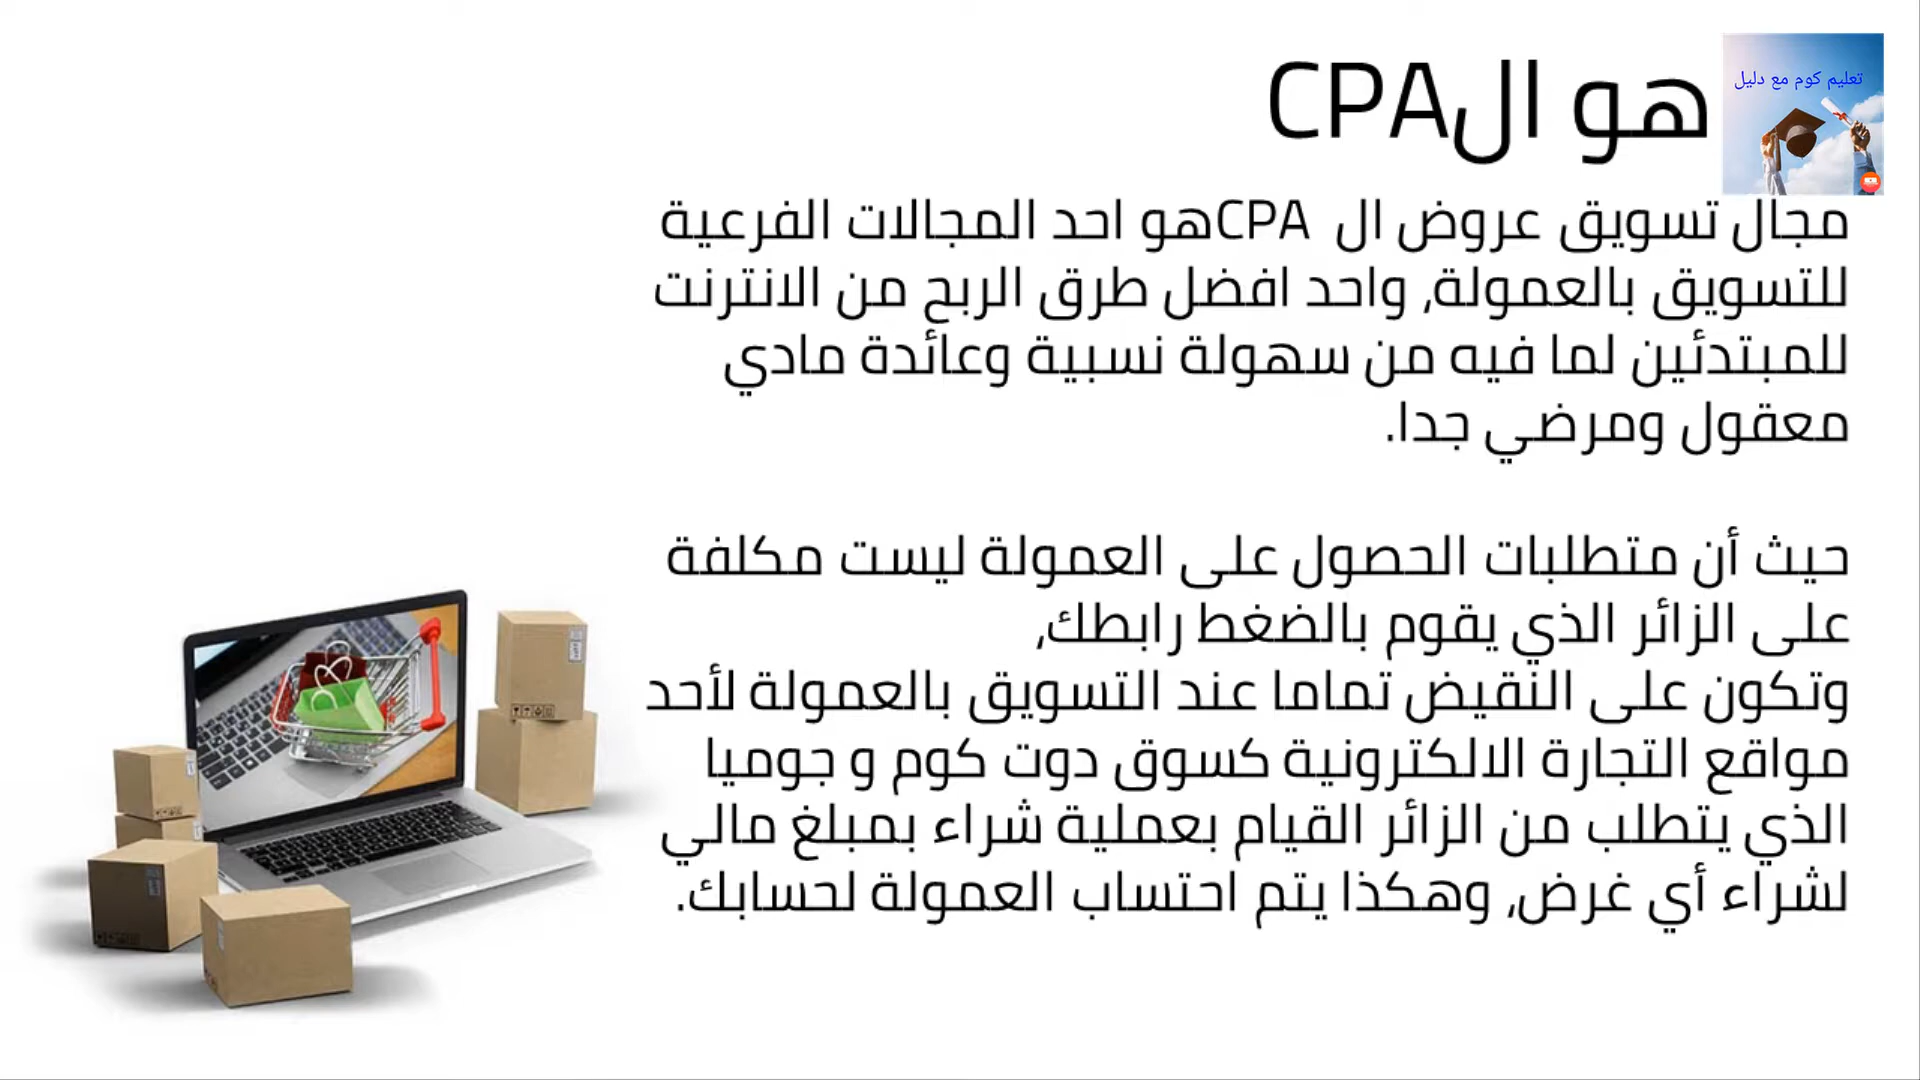 هو الCPA
تعليم كوم مع دليل
مجال تسويق عروض ال CPAهو احد المجالات الفرعية
للتسويق بالعمولة, واحد افضل طرق الربح من الانترنت
للمبتدئين لما فيه من سهولة نسبية وعائدة مادي
معقول ومرضي جدا.
حيث أن متطلبات الحصول على العمولة ليست مكلفة
على الزائر الذي يقوم بالضغط رابطك,
وتكون على النقيض تماما عند التسويق بالعمولة لأحد
مواقع التجارة الالكترونية كسوق دوت كوم و جوميا
الذي يتطلب من الزائر القيام بعملية شراء بمبلغ مالي
لشراء أي غرض, وهكذا يتم احتساب العمولة لحسابك.